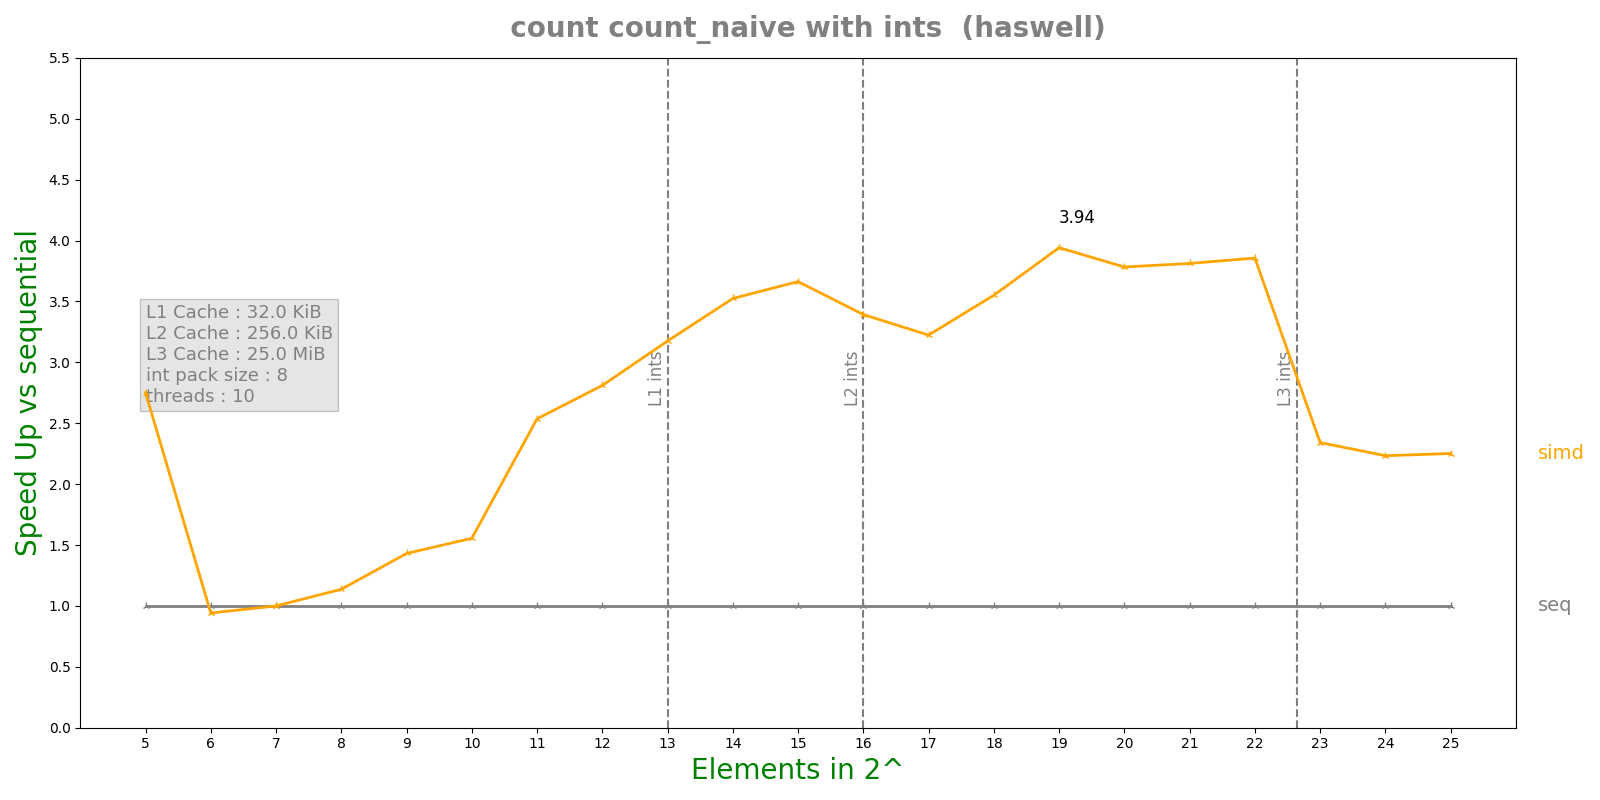 count count_naive with ints (haswell)
Speed Up vs sequential
5.5
5.0
4.5
4.0
3.5
3.0
2.5
2.0
1.5
1.0
0.5
0.0
L1 Cache : 32.0 KiB
L2 Cache : 256.0 KiB
L3 Cache : 25.0 MiB
int pack size : 8
threads : 10
L1 ints
L2 ints
L3 ints
3.94
simd
seq
5 6 7 8 9 10 11 12 13 14 15 16 17 18 19 20 21 22 23 24 25
Elements in 2^